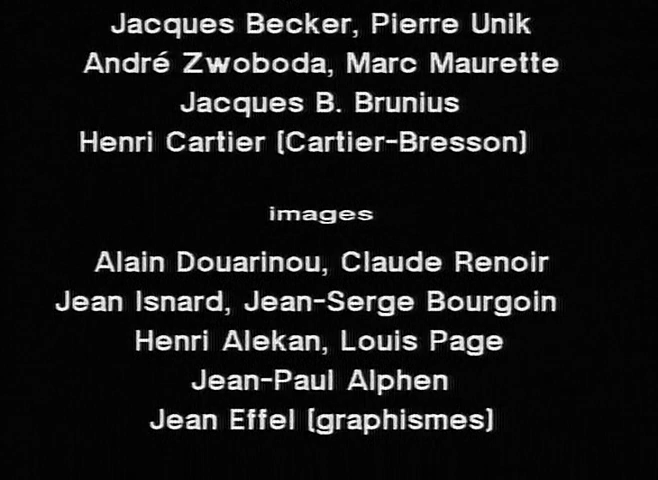 Jacques Becker, Pierre Unik
André Zwoboda, Marc Maurette
Jacques B. Brunius
Henri Cartier (Cartier-Bresson)
images
Alain Douarinou, Claude Renoir
Jean Isnard, Jean-Serge Bourgoin
Henri Alekan, Louis Page
Jean-Paul Alphen
Jean Effel (graphismes)